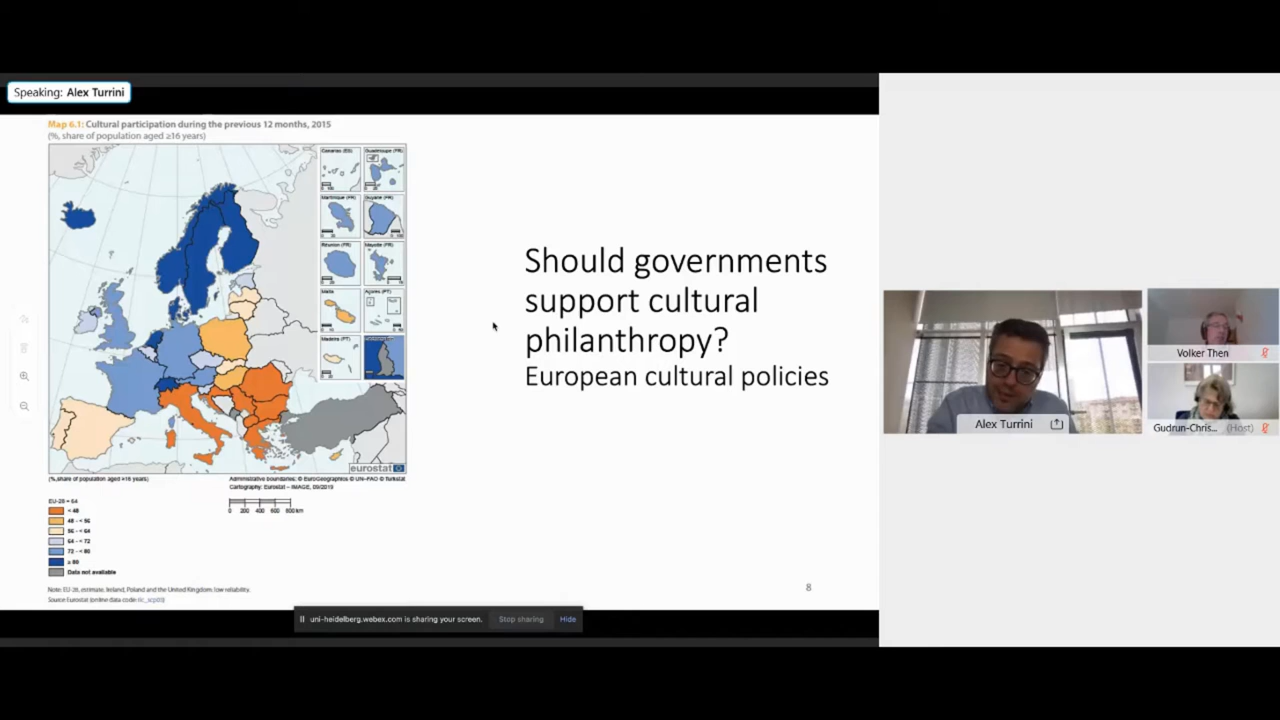 Speaking: Alex Turrini
Map 6.1: Cultural participation during the previous 12 months, 2015
(%, share of population aged ≥16 years)
Canarias (ES)
Guadeloupe (FR)
Martinique (FR)
Guyane (FR)
Réunion (FR)
Mayotte (FR)
Malta
Açores (PT)
Madeira (PT)
eurostat
(%, share of population aged ≥16 years)
Administrative boundaries: © EuroGeographics © UN–FAO © Turkstat
Cartography: Eurostat – IMAGE, 05/2019
0 200 400 600 800 km
EU-28 = 64
< 48
48 - < 56
56 - < 64
64 - < 72
72 - < 80
≥ 80
Data not available
Note: EU-28, estimate. Ireland, Poland and the United Kingdom: low reliability.
Source: Eurostat (online data code: ilc_scp03)
Should governments
support cultural
philanthropy?
European cultural policies
8
uni-heidelberg.webex.com is sharing your screen.
Stop sharing
Hide
Alex Turrini
Volker Then
Gudrun-Chris... (Host)